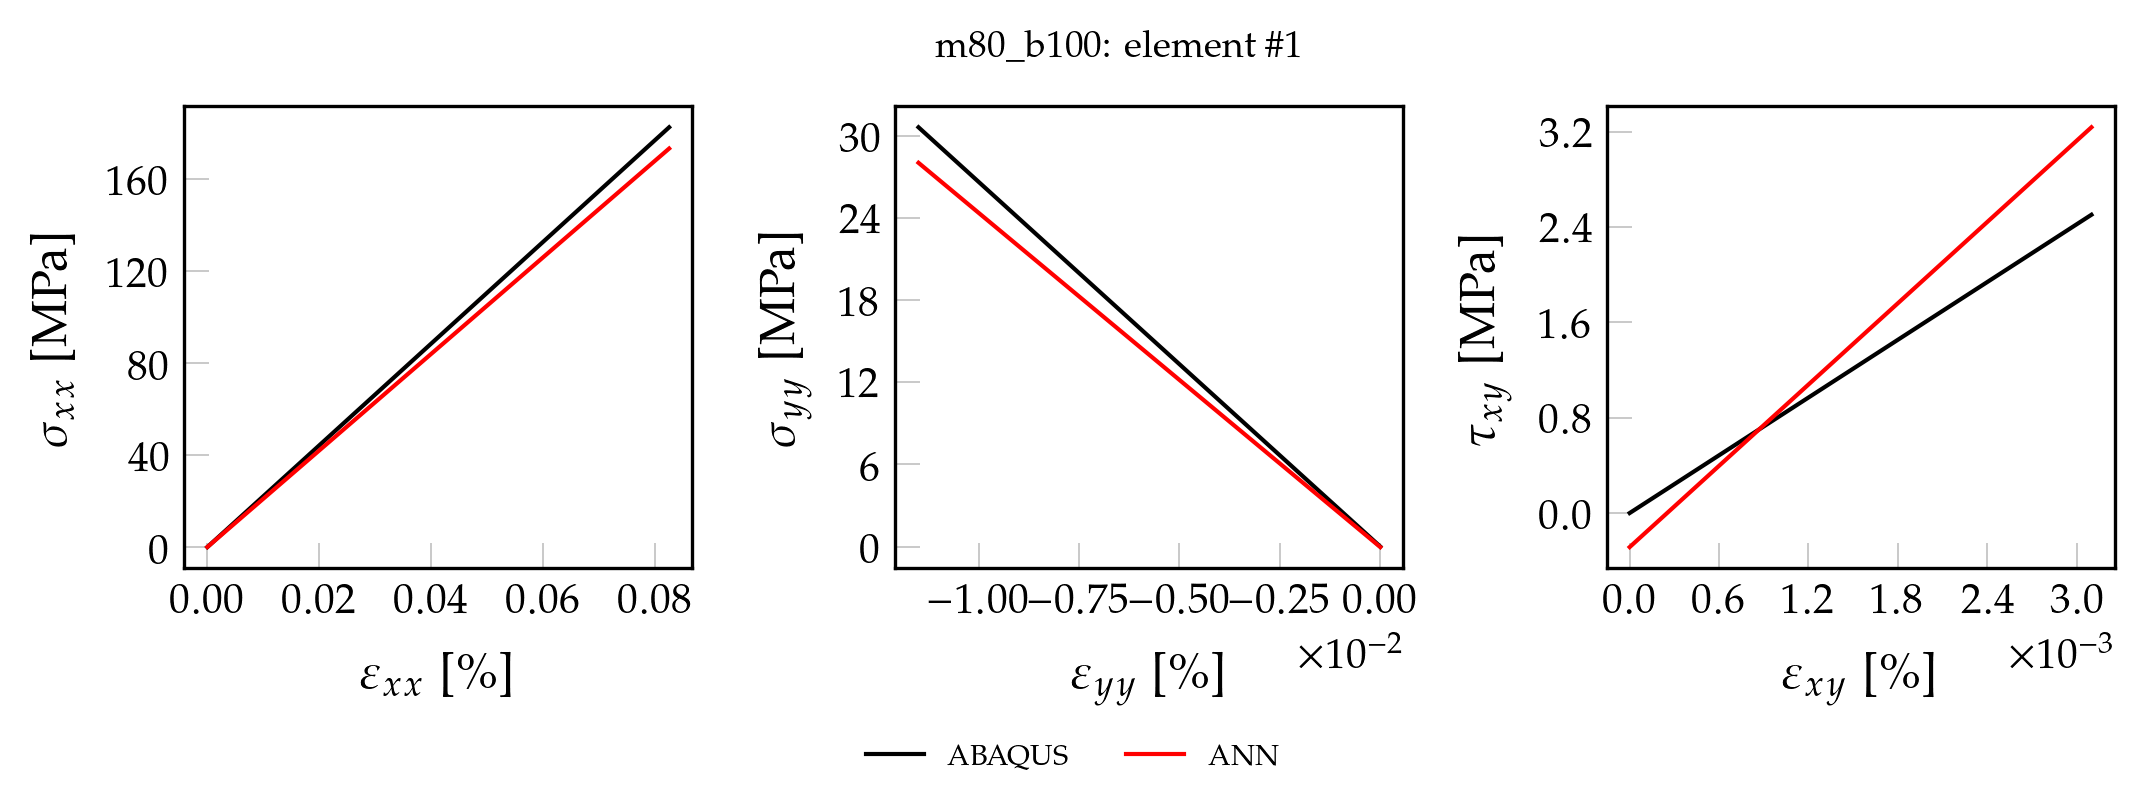 m80_b100: element #1
σxx [MPa]
160
120
80
40
0
0.00 0.02 0.04 0.06 0.08
εxx [%]
σyy [MPa]
30
24
18
12
6
0
−1.00 −0.75 −0.50 −0.25 0.00
×10−2
εyy [%]
τxy [MPa]
3.2
2.4
1.6
0.8
0.0
0.0 0.6 1.2 1.8 2.4 3.0
×10−3
εxy [%]
ABAQUS ANN